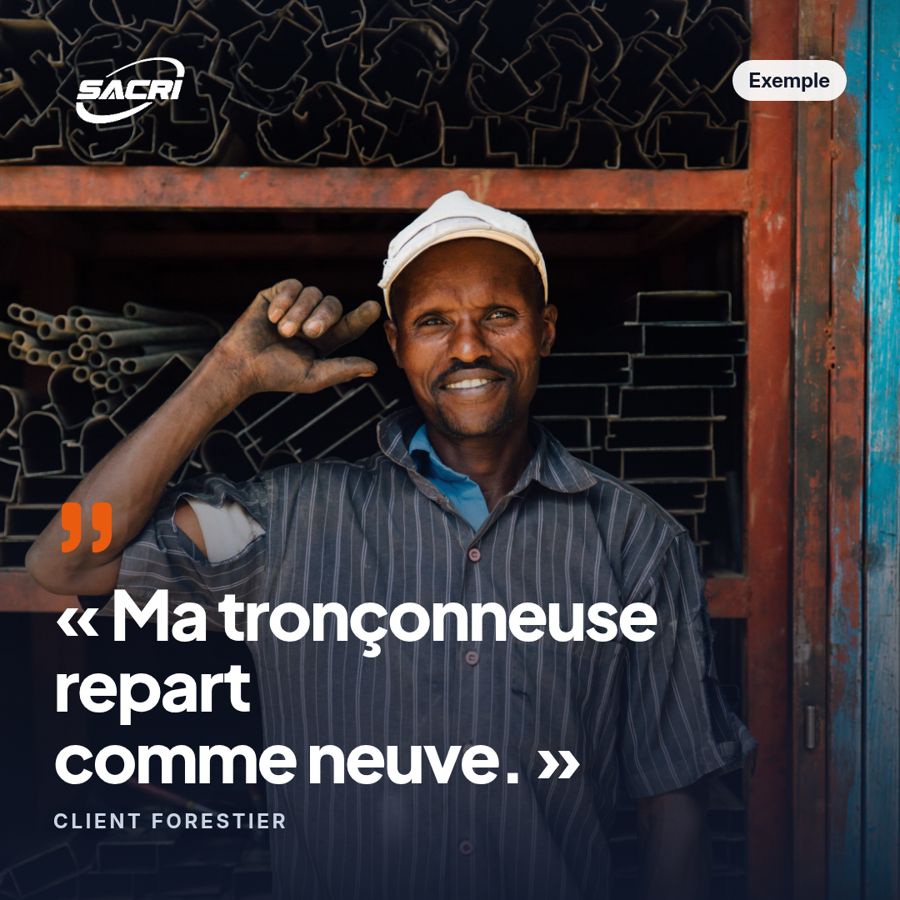 SACRI
Exemple
”
« Ma tronçonneuse
repart
comme neuve. »
CLIENT FORESTIER